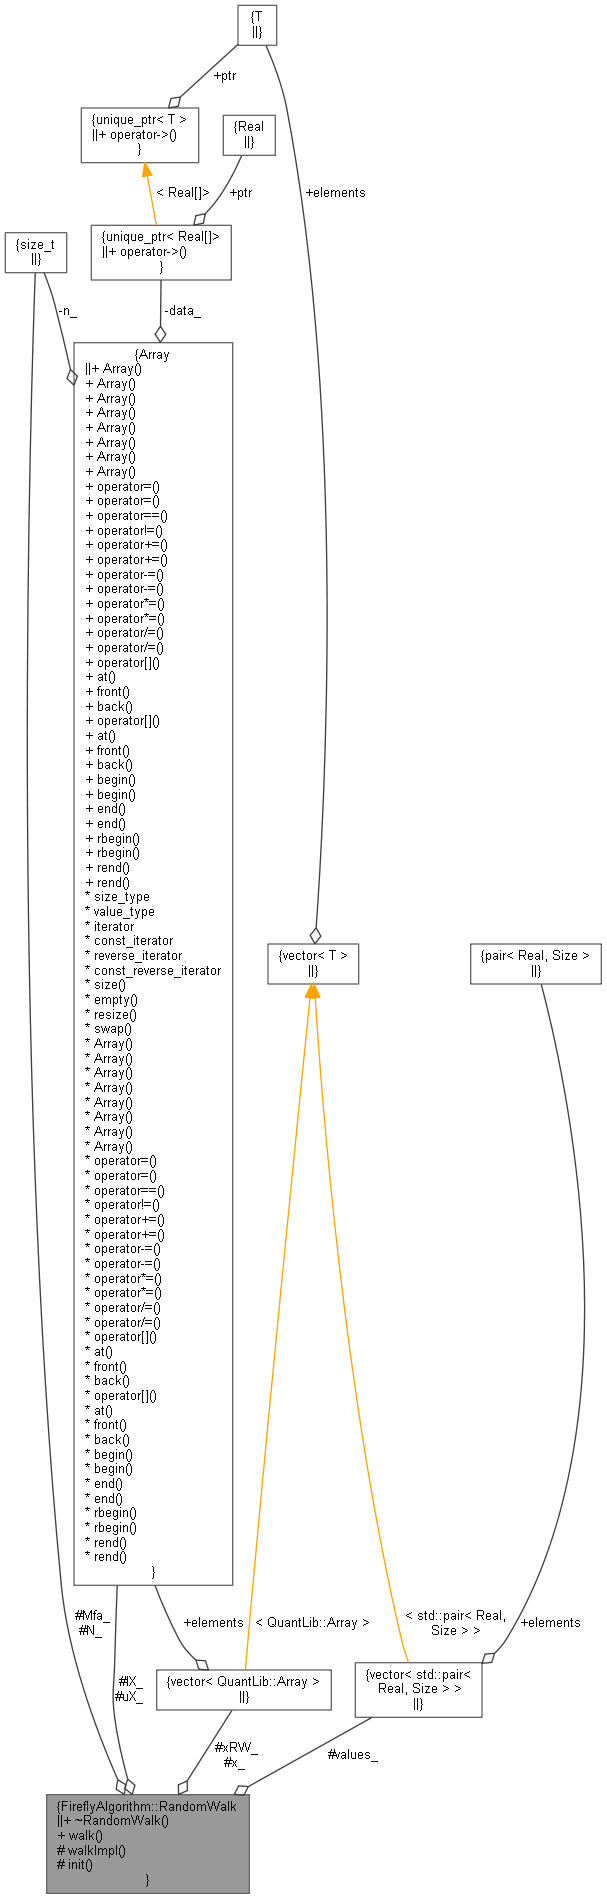 {T
||}
+ptr
{unique_ptr< T >
||+ operator->()
}
{Real
||}
< Real[]>
+ptr
+elements
{unique_ptr< Real[]>
||+ operator->()
}
{size_t
||}
-n_
-data_
{Array
||+ Array()
+ Array()
+ Array()
+ Array()
+ Array()
+ Array()
+ Array()
+ Array()
+ operator=()
+ operator=()
+ operator==()
+ operator!=()
+ operator+=()
+ operator+=()
+ operator-=()
+ operator-=()
+ operator*=()
+ operator*=()
+ operator/=()
+ operator/=()
+ operator[]()
+ at()
+ front()
+ back()
+ operator[]()
+ at()
+ front()
+ back()
+ begin()
+ begin()
+ end()
+ end()
+ rbegin()
+ rbegin()
+ rend()
+ rend()
* size_type
* value_type
* iterator
* const_iterator
* reverse_iterator
* const_reverse_iterator
* size()
* empty()
* resize()
* swap()
* Array()
* Array()
* Array()
* Array()
* Array()
* Array()
* Array()
* Array()
* operator=()
* operator=()
* operator==()
* operator!=()
* operator+=()
* operator+=()
* operator-=()
* operator-=()
* operator*=()
* operator*=()
* operator/=()
* operator/=()
* operator[]()
* at()
* front()
* back()
* operator[]()
* at()
* front()
* back()
* begin()
* begin()
* end()
* end()
* rbegin()
* rbegin()
* rend()
* rend()
}
{vector< T >
||}
{pair< Real, Size >
||}
#Mfa_
#N_
#lX_
#uX_
+elements
< QuantLib::Array >
< std::pair< Real,
Size > >
+elements
{vector< QuantLib::Array >
||}
{vector< std::pair<
Real, Size > >
||}
#xRW_
#x_
#values_
{FireflyAlgorithm::RandomWalk
||+ ~RandomWalk()
+ walk()
# walkImpl()
# init()
}